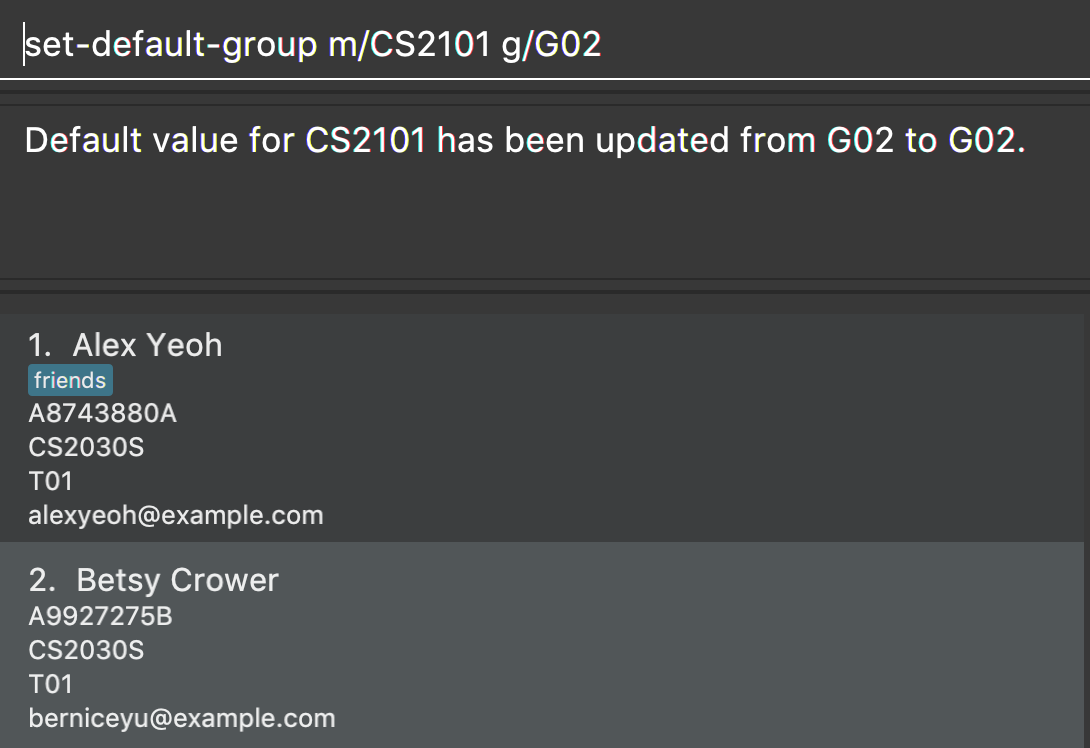 set-default-group m/CS2101 g/G02
Default value for CS2101 has been updated from G02 to G02.
1. Alex Yeoh
friends
A8743880A
CS2030S
T01
alexyeoh@example.com
2. Betsy Crower
A9927275B
CS2030S
T01
berniceyu@example.com